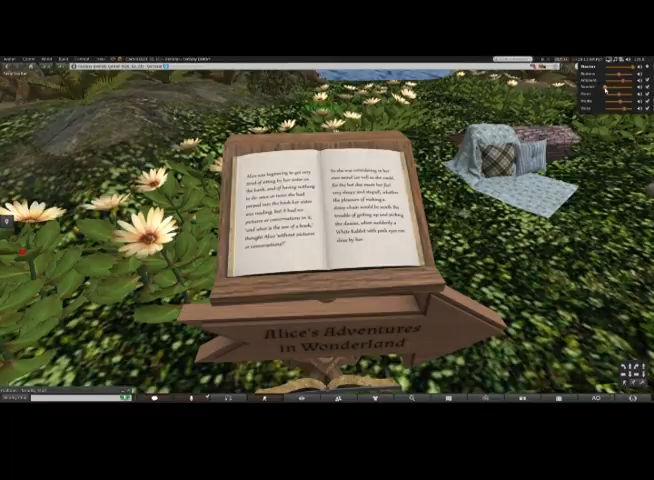 Alice was beginning to get very
tired of sitting by her sister on
the bank, and of having nothing
to do: once or twice she had
peeped into the book her sister
was reading, but it had no
pictures or conversations in it,
'and what is the use of a book,'
thought Alice 'without pictures
or conversations?'
So she was considering in her
own mind (as well as she could,
for the hot day made her feel
very sleepy and stupid), whether
the pleasure of making a
daisy-chain would be worth the
trouble of getting up and picking
the daisies, when suddenly a
White Rabbit with pink eyes ran
close by her.
Alice's Adventures
in Wonderland